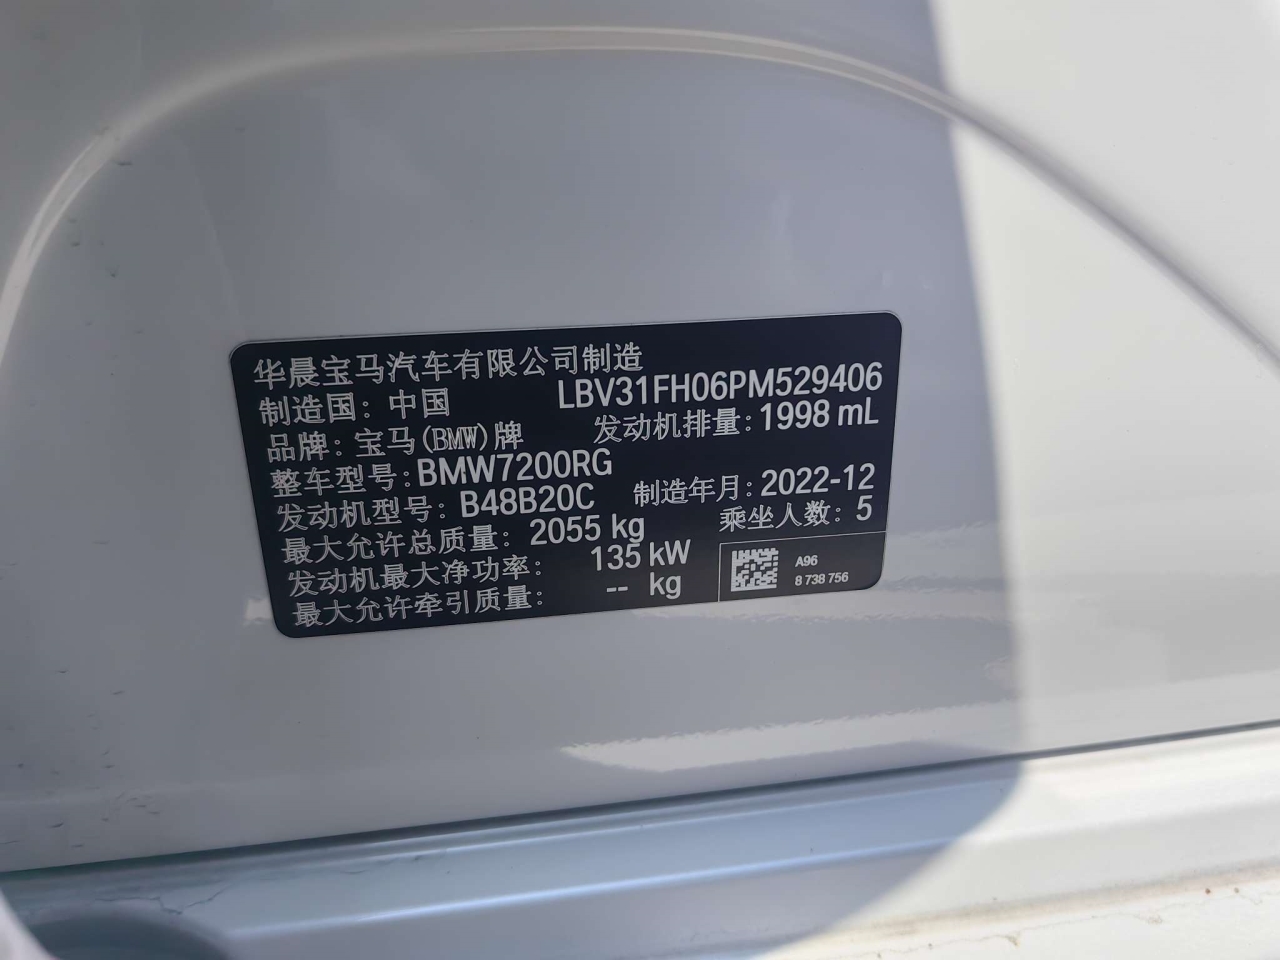 华晨宝马汽车有限公司制造
LBV31FH06PM529406
制造国: 中国
品牌: 宝马(BMW)牌
发动机排量: 1998 mL
整车型号: BMW7200RG
发动机型号: B48B20C
制造年月: 2022-12
最大允许总质量: 2055 kg
乘坐人数: 5
发动机最大净功率: 135 kW
最大允许牵引质量: -- kg
A96
8 738 756